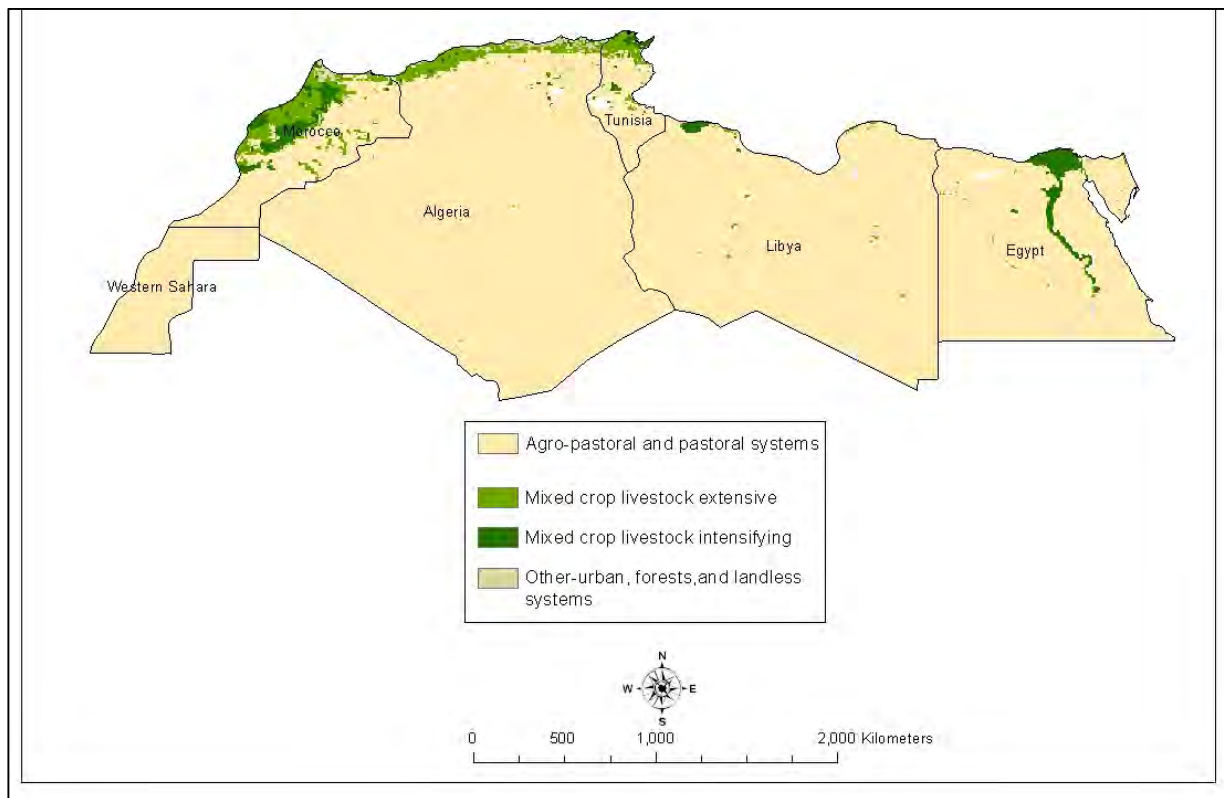 Morocco
Tunisia
Algeria
Libya
Egypt
Western Sahara
Agro-pastoral and pastoral systems
Mixed crop livestock extensive
Mixed crop livestock intensifying
Other-urban, forests,and landless
systems
N
W E
S
0 500 1,000 2,000 Kilometers